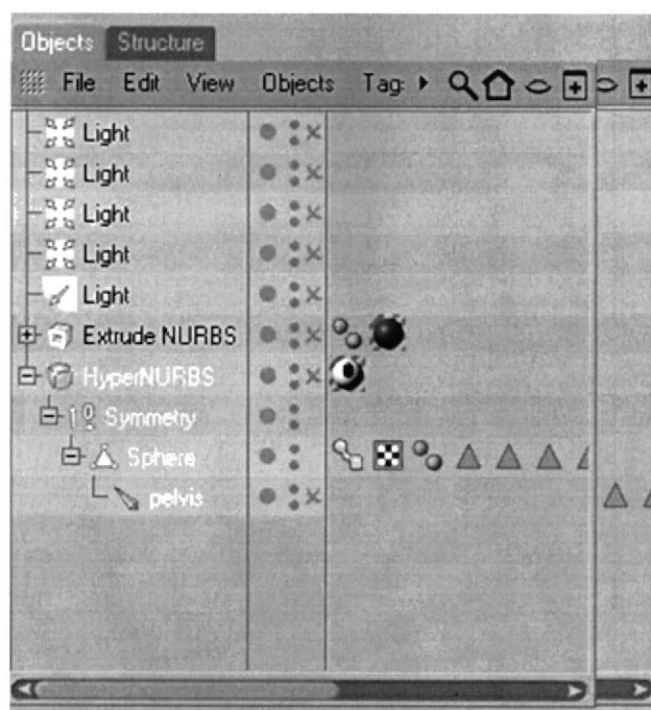 Objects Structure
File Edit View Objects Tag:
Light
Light
Light
Light
Light
Extrude NURBS
HyperNURBS
Symmetry
Sphere
pelvis